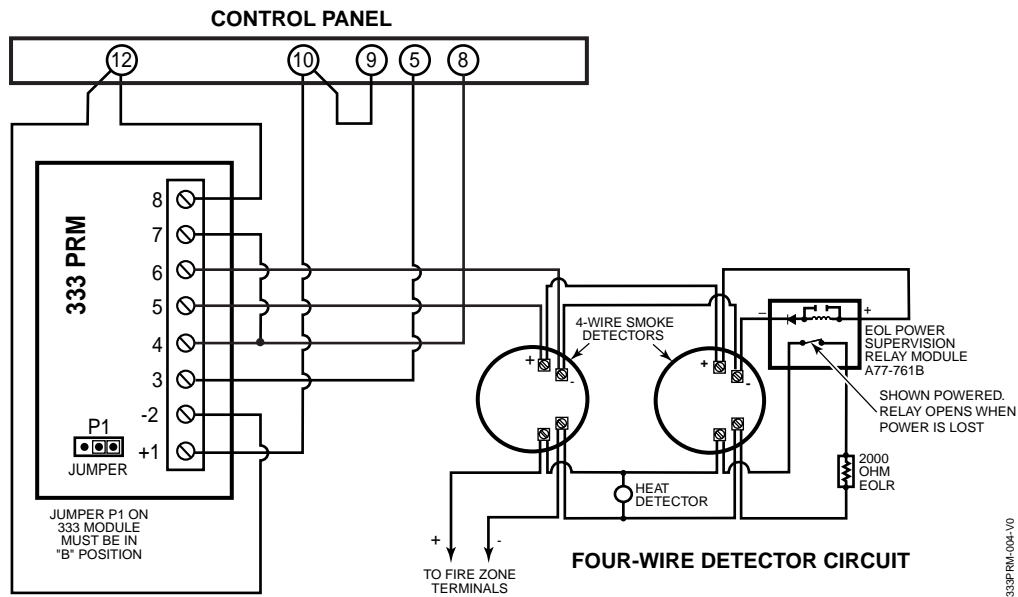 CONTROL PANEL
12
10
9
5
8
333 PRM
8
7
6
5
4
3
-2
+1
P1
JUMPER
JUMPER P1 ON
333 MODULE
MUST BE IN
"B" POSITION
4-WIRE SMOKE
DETECTORS
+
-
+
-
–
+
EOL POWER
SUPERVISION
RELAY MODULE
A77-761B
SHOWN POWERED.
RELAY OPENS WHEN
POWER IS LOST
2000
OHM
EOLR
HEAT
DETECTOR
+
-
TO FIRE ZONE
TERMINALS
FOUR-WIRE DETECTOR CIRCUIT
333PRM-004-V0